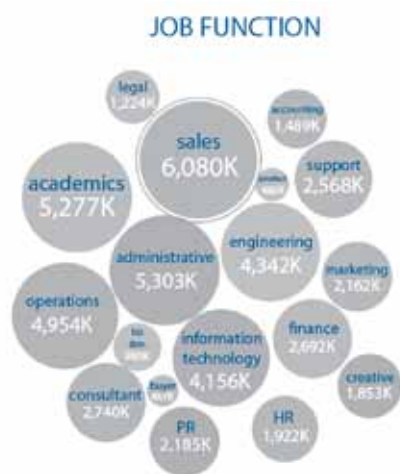 JOB FUNCTION
legal
1,224K
sales
6,080K
accounting
1,489K
academics
5,277K
support
2,568K
administrative
5,303K
engineering
4,342K
marketing
2,162K
operations
4,954K
information
technology
4,156K
finance
2,692K
creative
1,853K
consultant
2,740K
buyer
PR
2,185K
HR
1,922K